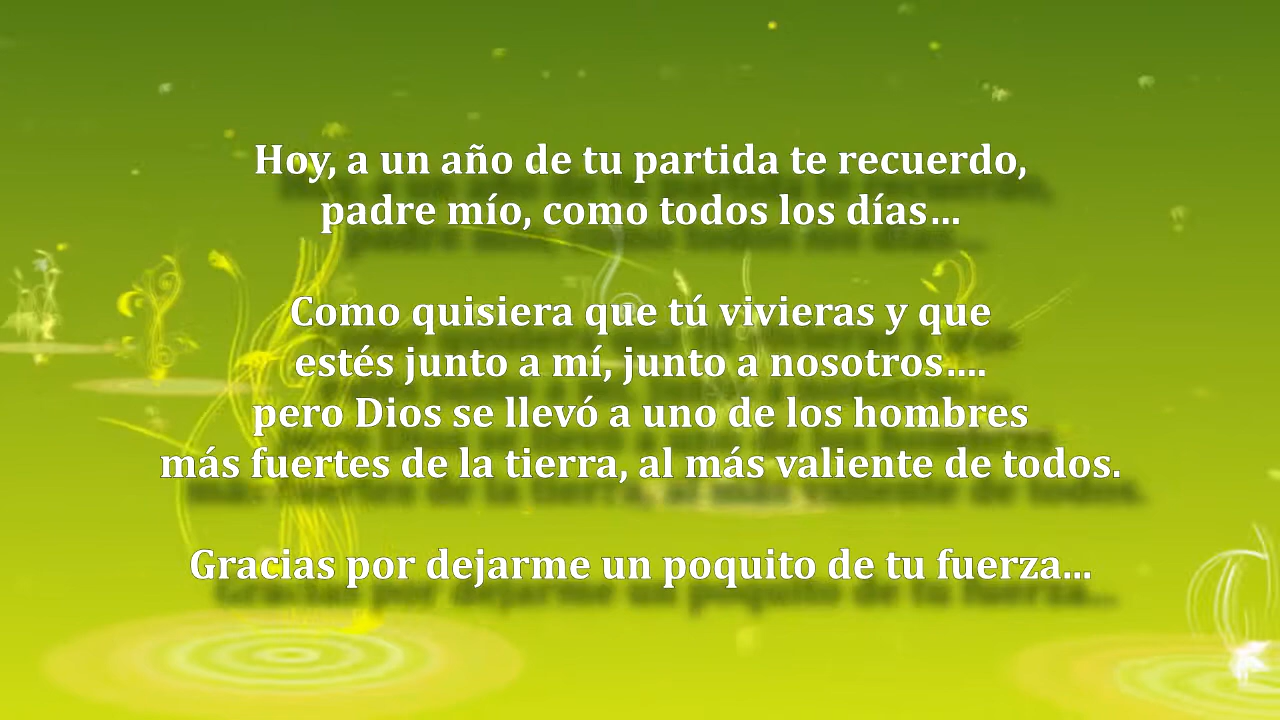 Hoy, a un año de tu partida te recuerdo,
padre mío, como todos los días...
Como quisiera que tú vivieras y que
estés junto a mí, junto a nosotros....
pero Dios se llevó a uno de los hombres
más fuertes de la tierra, al más valiente de todos.
Gracias por dejarme un poquito de tu fuerza...